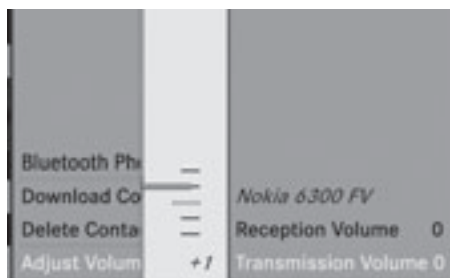 Bluetooth Ph
Download Co
Delete Conta
Adjust Volum
+1
Nokia 6300 FV
Reception Volume 0
Transmission Volume 0